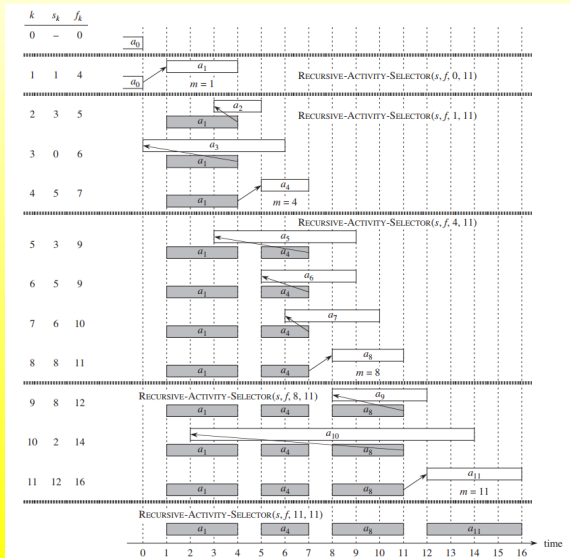 k s_k f_k
0 – 0 a_0
1 1 4 a_0 a_1 m = 1 RECURSIVE-ACTIVITY-SELECTOR(s, f, 0, 11)
RECURSIVE-ACTIVITY-SELECTOR(s, f, 1, 11)
2 3 5 a_2
a_1
3 0 6 a_3
a_1
4 5 7 a_4
a_1 m = 4
RECURSIVE-ACTIVITY-SELECTOR(s, f, 4, 11)
5 3 9 a_5
a_1 a_4
6 5 9 a_6
a_1 a_4
7 6 10 a_7
a_1 a_4
8 8 11 a_8
a_1 a_4 m = 8
RECURSIVE-ACTIVITY-SELECTOR(s, f, 8, 11)
9 8 12 a_9
a_1 a_4 a_8
10 2 14 a_10
a_1 a_4 a_8
11 12 16 a_11
a_1 a_4 a_8 m = 11
RECURSIVE-ACTIVITY-SELECTOR(s, f, 11, 11)
a_1 a_4 a_8 a_11
time
0 1 2 3 4 5 6 7 8 9 10 11 12 13 14 15 16